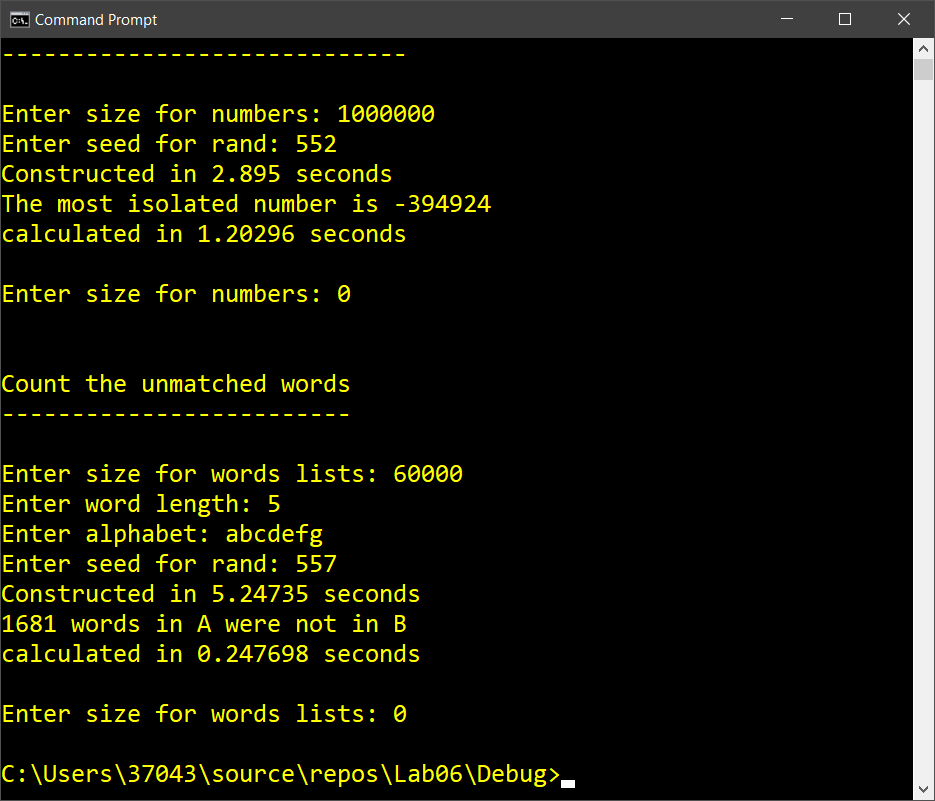 Command Prompt
-----------------------------
Enter size for numbers: 1000000
Enter seed for rand: 552
Constructed in 2.895 seconds
The most isolated number is -394924
calculated in 1.20296 seconds
Enter size for numbers: 0
Count the unmatched words
-------------------------
Enter size for words lists: 60000
Enter word length: 5
Enter alphabet: abcdefg
Enter seed for rand: 557
Constructed in 5.24735 seconds
1681 words in A were not in B
calculated in 0.247698 seconds
Enter size for words lists: 0
C:\Users\37043\source\repos\Lab06\Debug>